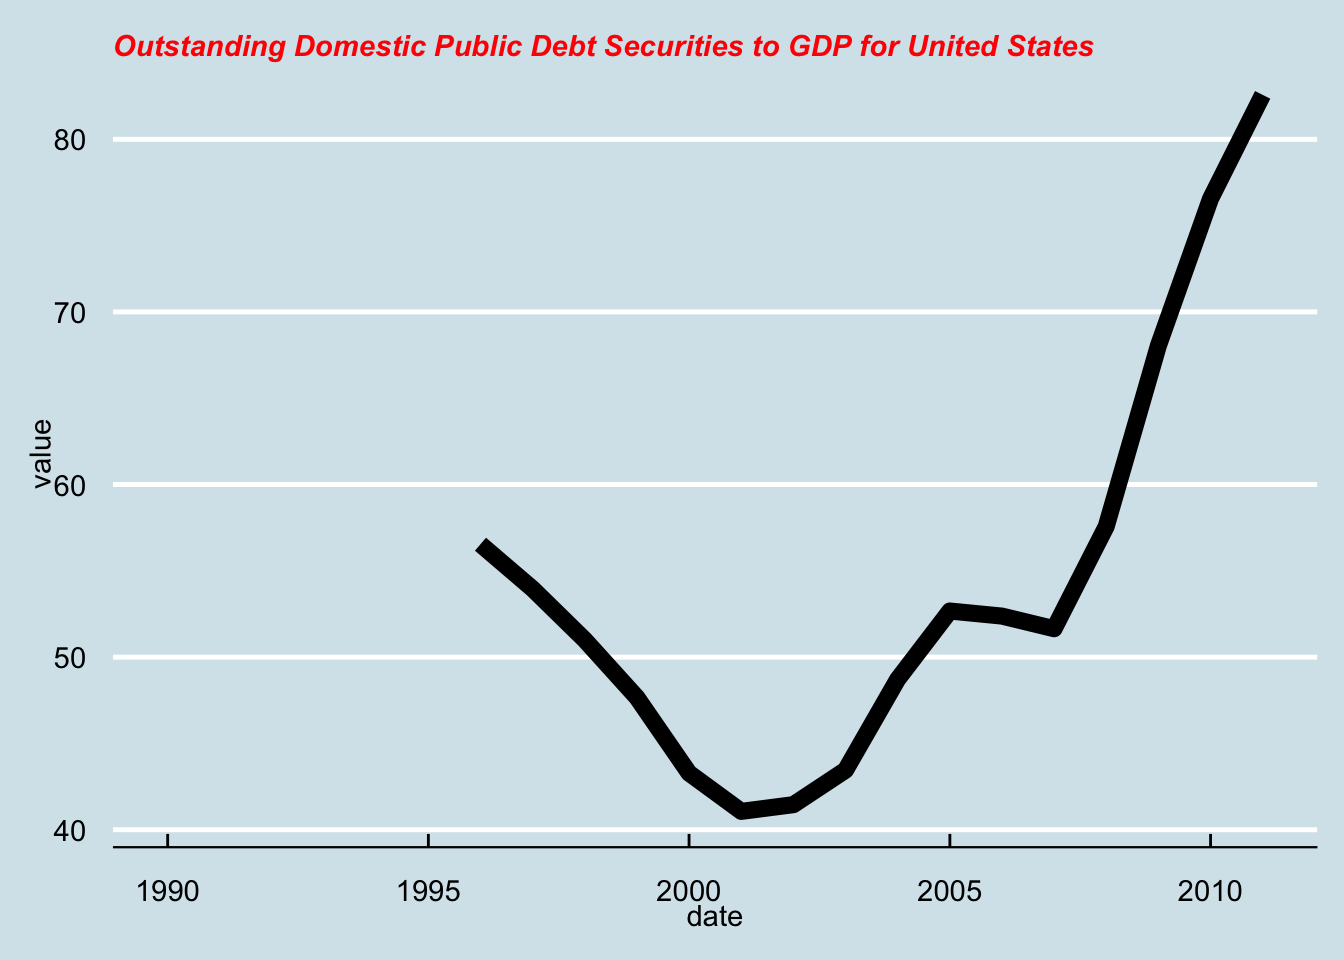 Outstanding Domestic Public Debt Securities to GDP for United States
80
70
value
60
50
40
1990 1995 2000 2005 2010
date